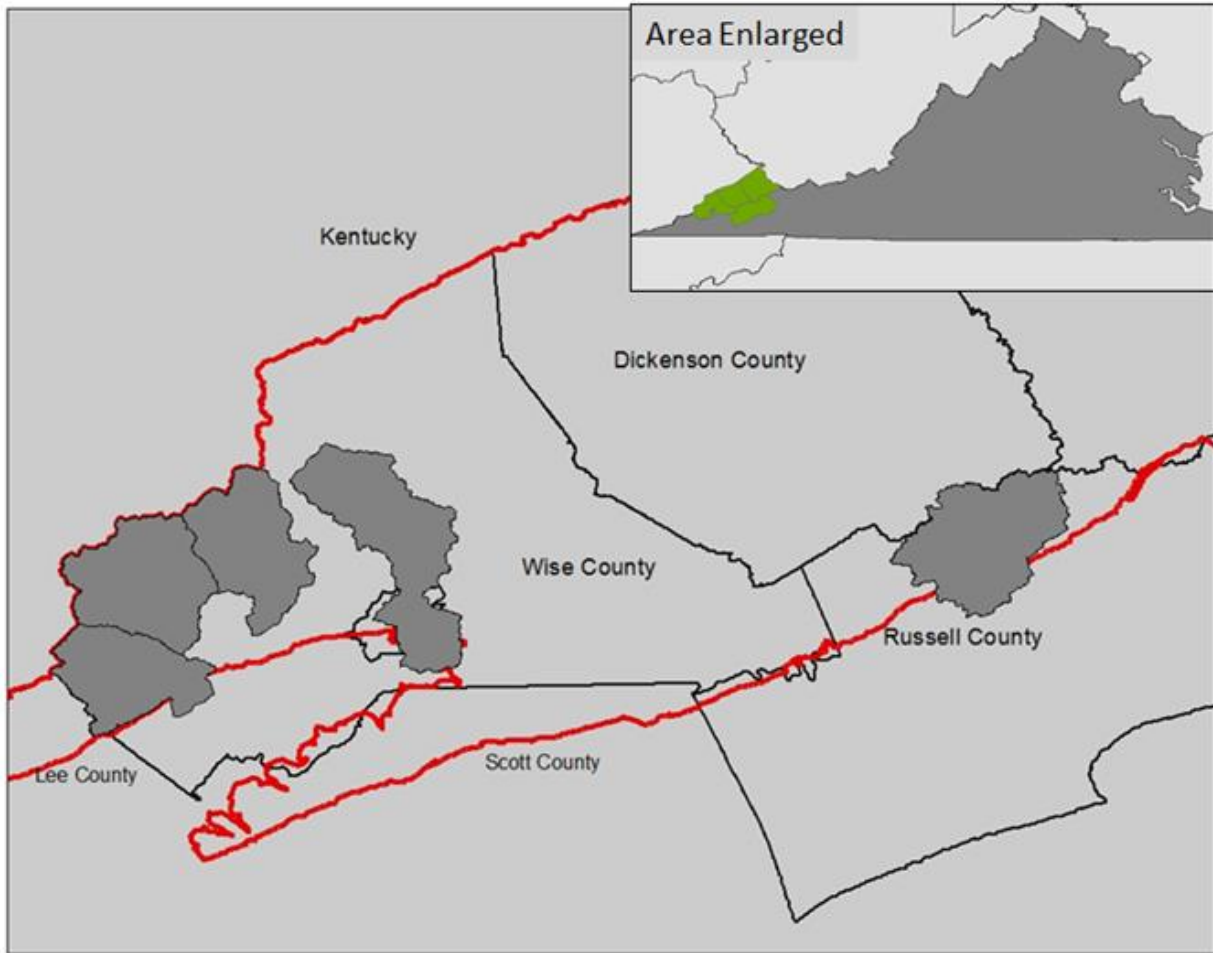 Area Enlarged
Kentucky
Dickenson County
Wise County
Russell County
Scott County
Lee County